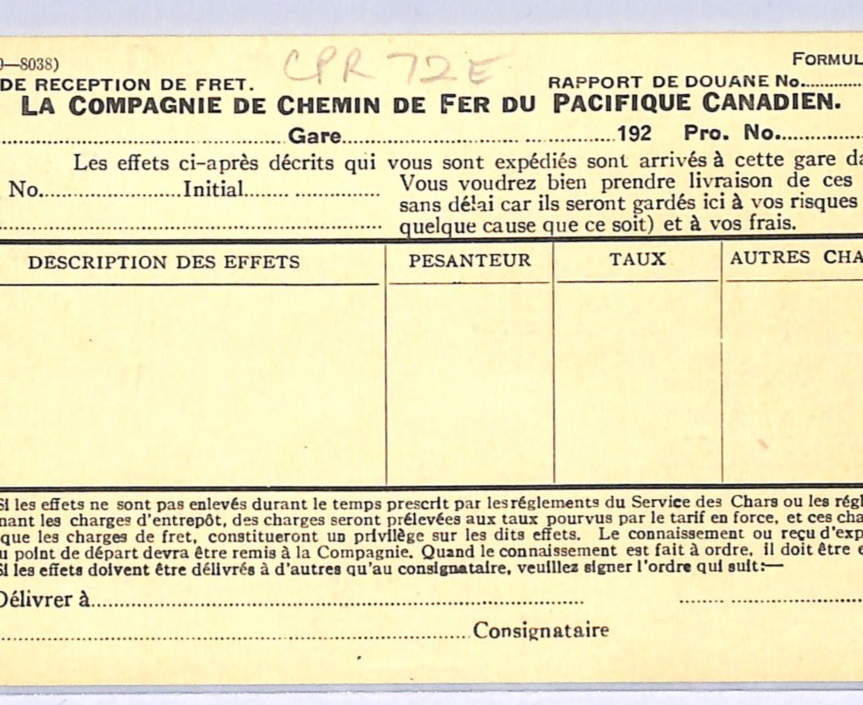 9—8038) CPR 72E FORMUL
DE RECEPTION DE FRET. RAPPORT DE DOUANE No...........
LA COMPAGNIE DE CHEMIN DE FER DU PACIFIQUE CANADIEN.
Gare.................................................192 Pro. No..............
Les effets ci-après décrits qui vous sont expédiés sont arrivés à cette gare da
No.......................Initial........................ Vous voudrez bien prendre livraison de ces
sans délai car ils seront gardés ici à vos risques
quelque cause que ce soit) et à vos frais.
DESCRIPTION DES EFFETS PESANTEUR TAUX AUTRES CHA
Si les effets ne sont pas enlevés durant le temps prescrit par les réglements du Service des Chars ou les régl
nant les charges d'entrepôt, des charges seront prélevées aux taux pourvus par le tarif en force, et ces cha
que les charges de fret, constitueront un privilège sur les dits effets. Le connaissement ou reçu d'exp
u point de départ devra être remis à la Compagnie. Quand le connaissement est fait à ordre, il doit être e
Si les effets doivent être délivrés à d'autres qu'au consignataire, veuillez signer l'ordre qui suit:—
Délivrer à....................................................................................
.......................................................................Consignataire